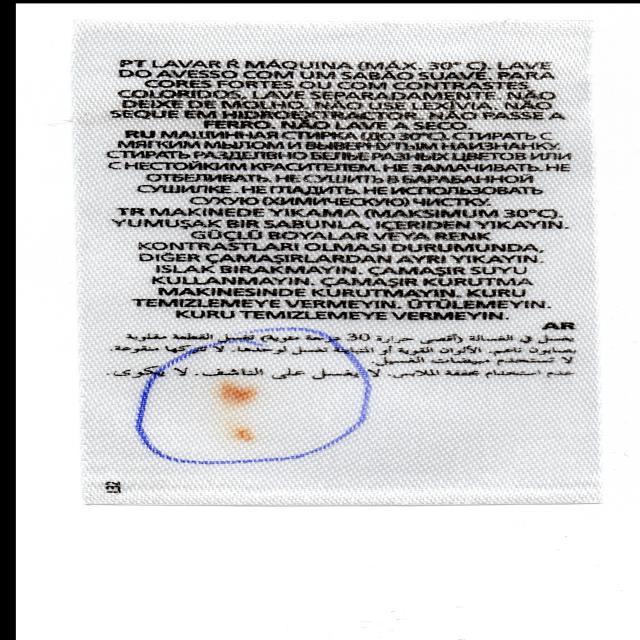 PT LAVAR Ŕ MÁQUINA (MÁX. 30° C). LAVE
DO AVESSO COM UM SABÃO SUAVE. PARA
CORES FORTES OU COM CONTRASTES
COLORIDOS, LAVE SEPARADAMENTE. NÃO
DEIXE DE MOLHO. NÃO USE LEXÍVIA. NÃO
SEQUE EM HIDROEXTRACTOR. NÃO PASSE A
FERRO. NÃO LAVE A SECO.
RU МАШИННАЯ СТИРКА (ДО 30°C). СТИРАТЬ С
МЯГКИМ МЫЛОМ И ВЫВЕРНУТЫМ НАИЗНАНКУ.
СТИРАТЬ РАЗДЕЛЬНО БЕЛЬЕ РАЗНЫХ ЦВЕТОВ ИЛИ
С НЕСТОЙКИМ КРАСИТЕЛЕМ. НЕ ЗАМАЧИВАТЬ. НЕ
ОТБЕЛИВАТЬ. НЕ СУШИТЬ В БАРАБАННОЙ
СУШИЛКЕ. НЕ ГЛАДИТЬ. НЕ ИСПОЛЬЗОВАТЬ
СУХУЮ (ХИМИЧЕСКУЮ) ЧИСТКУ.
TR MAKINEDE YIKAMA (MAKSIMUM 30°C).
YUMUŞAK BIR SABUNLA, IÇERIDEN YIKAYIN.
GÜÇLÜ BOYALAR VEYA RENK
KONTRASTLARI OLMASI DURUMUNDA,
DIĞER ÇAMAŞIRLARDAN AYRI YIKAYIN.
ISLAK BIRAKMAYIN. ÇAMAŞIR SUYU
KULLANMAYIN. ÇAMAŞIR KURUTMA
MAKINESINDE KURUTMAYIN. KURU
TEMIZLEMEYE VERMEYIN. ÜTÜLEMEYIN.
KURU TEMIZLEMEYE VERMEYIN.
AR
يغسل في الغسالة (أقصى حرارة 30 درجة مئوية) تغسل القطعة مقلوبة
بصابون ناعم. الألوان القوية أو المتباينة تغسل لوحدها. لا تتركها منقوعة.
لا تستخدم مبيضات الغسيل.
عدم استخدام مجففة الملابس. لا يغسل على الناشف. لا تكوى.
132